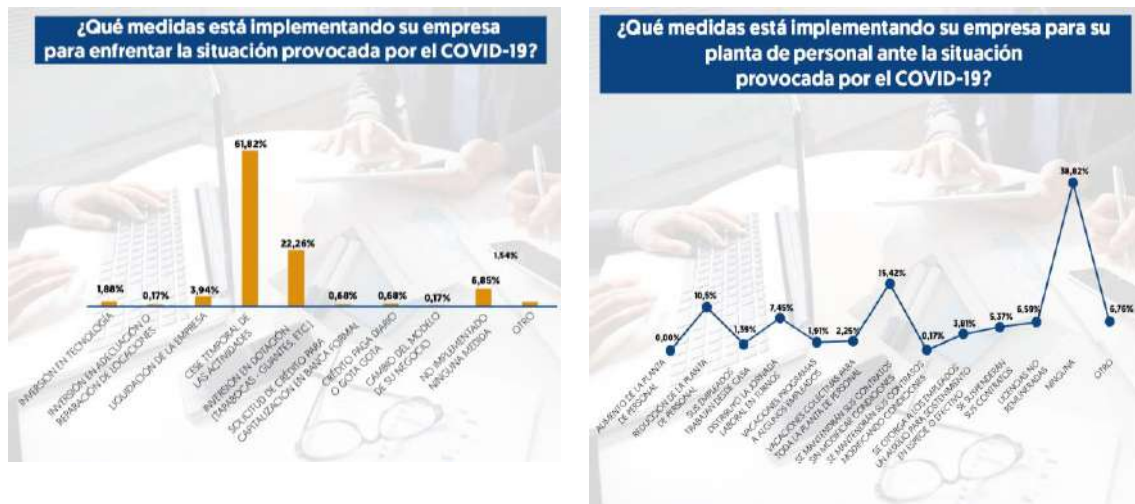 ¿Qué medidas está implementando su empresa
para enfrentar la situación provocada por el COVID-19?
61,82%
22,26%
1,88%
0,17%
3,94%
0,68%
0,68%
0,17%
6,85%
1,54%
INVERSIÓN EN TECNOLOGÍA
INVERSIÓN EN ADECUACIÓN O
REPARACIÓN DE LOCACIONES
LIQUIDACIÓN DE LA EMPRESA
CESE TEMPORAL DE
LAS ACTIVIDADES
INVERSIÓN EN DOTACIÓN
(TAPABOCAS - GUANTES, ETC.)
SOLICITUD DE CRÉDITO PARA
CAPITALIZACIÓN EN BANCA FORMAL
CRÉDITO PAGA DIARIO
O GOTA GOTA
CAMBIO DEL MODELO
DE SU NEGOCIO
NO IMPLEMENTADO
NINGUNA MEDIDA
OTRO
¿Qué medidas está implementando su empresa para su
planta de personal ante la situación
provocada por el COVID-19?
38,82%
15,42%
10,5%
7,45%
0,00%
1,39%
1,91%
2,25%
0,17%
3,81%
5,37%
6,59%
6,76%
AUMENTO DE LA PLANTA
DE PERSONAL
REDUCCIÓN DE LA PLANTA
DE PERSONAL
SUS EMPLEADOS
TRABAJAN DESDE CASA
DISTRIBUYÓ LA JORNADA
LABORAL EN TURNOS
VACACIONES PROGRAMAS
A ALGUNOS EMPLEADOS
VACACIONES COLECTIVAS PARA
TODA LA PLANTA DE PERSONAL
SE MANTENDRÁN SUS CONTRATOS
SIN MODIFICAR CONDICIONES
SE MANTENDRÁN SUS CONTRATOS
MODIFICANDO CONDICIONES
SE OTORGA A LOS EMPLEADOS
UN AUXILIO PARA SOSTENIMIENTO
EN ESPECIE O EFECTIVO
SE SUSPENDERÁN
SUS CONTRATOS
LICENCIAS NO
REMUNERADAS
NINGUNA
OTRO